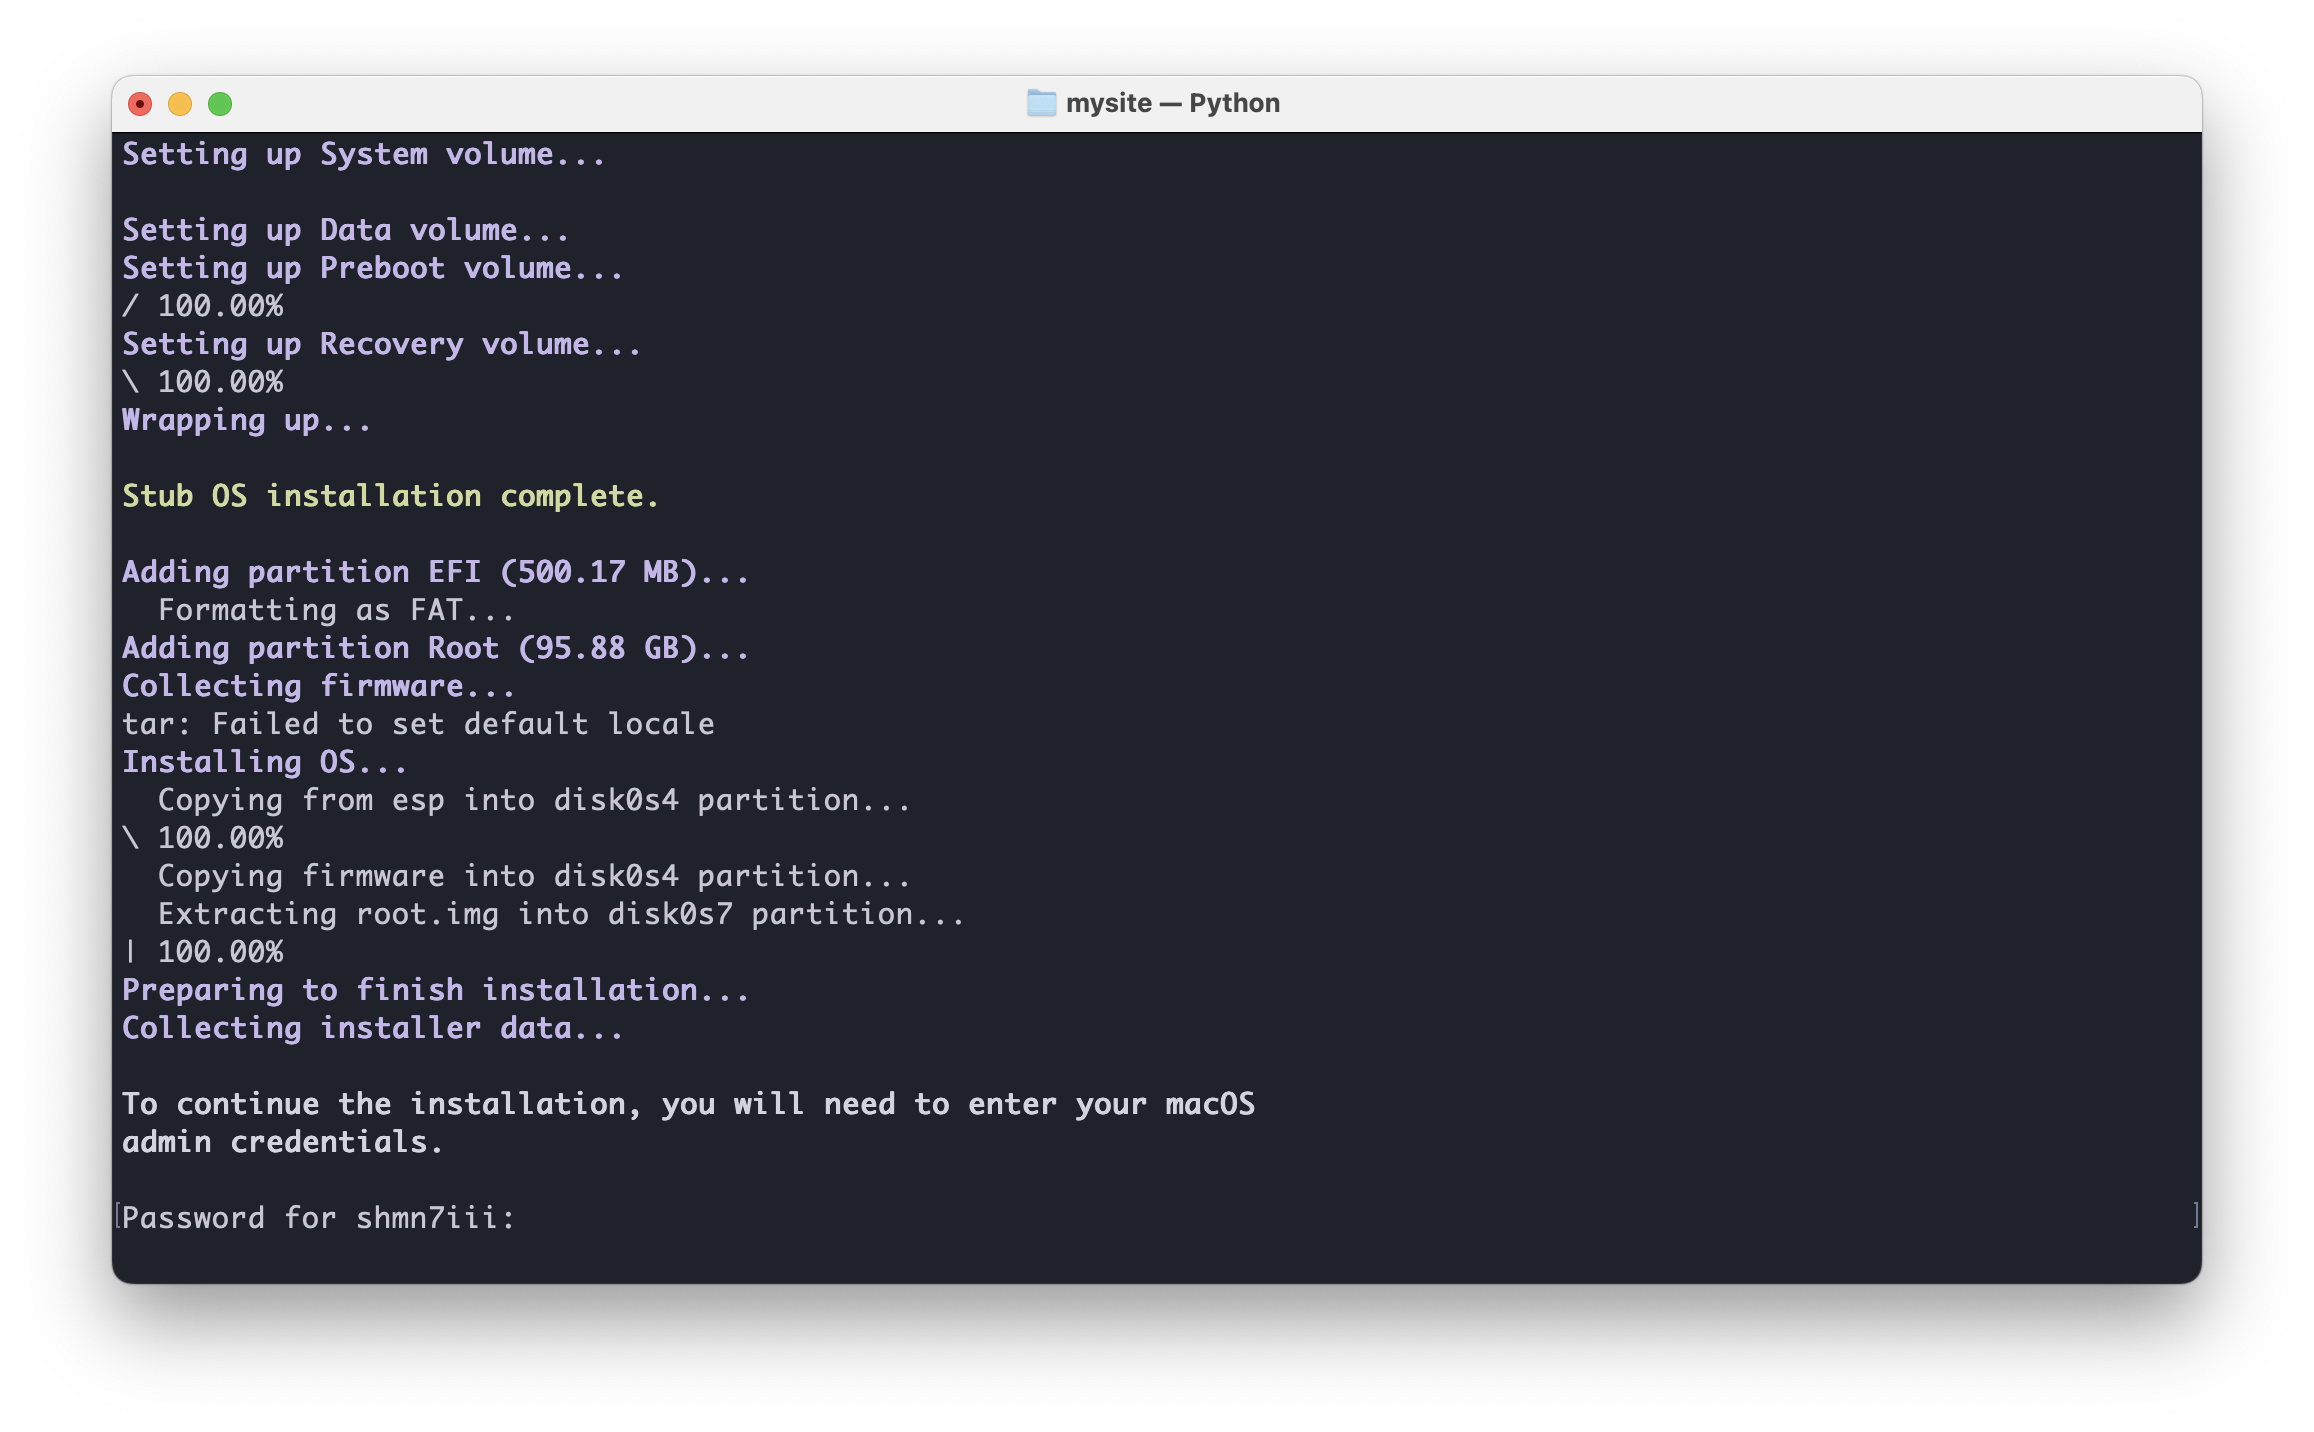 mysite — Python
Setting up System volume...
Setting up Data volume...
Setting up Preboot volume...
/ 100.00%
Setting up Recovery volume...
\ 100.00%
Wrapping up...
Stub OS installation complete.
Adding partition EFI (500.17 MB)...
  Formatting as FAT...
Adding partition Root (95.88 GB)...
Collecting firmware...
tar: Failed to set default locale
Installing OS...
  Copying from esp into disk0s4 partition...
\ 100.00%
  Copying firmware into disk0s4 partition...
  Extracting root.img into disk0s7 partition...
| 100.00%
Preparing to finish installation...
Collecting installer data...
To continue the installation, you will need to enter your macOS
admin credentials.
[Password for shmn7iii: ]